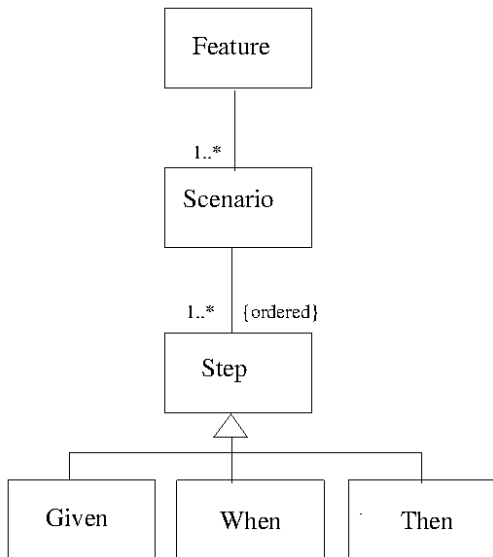 Feature
1..*
Scenario
1..* {ordered}
Step
Given When Then